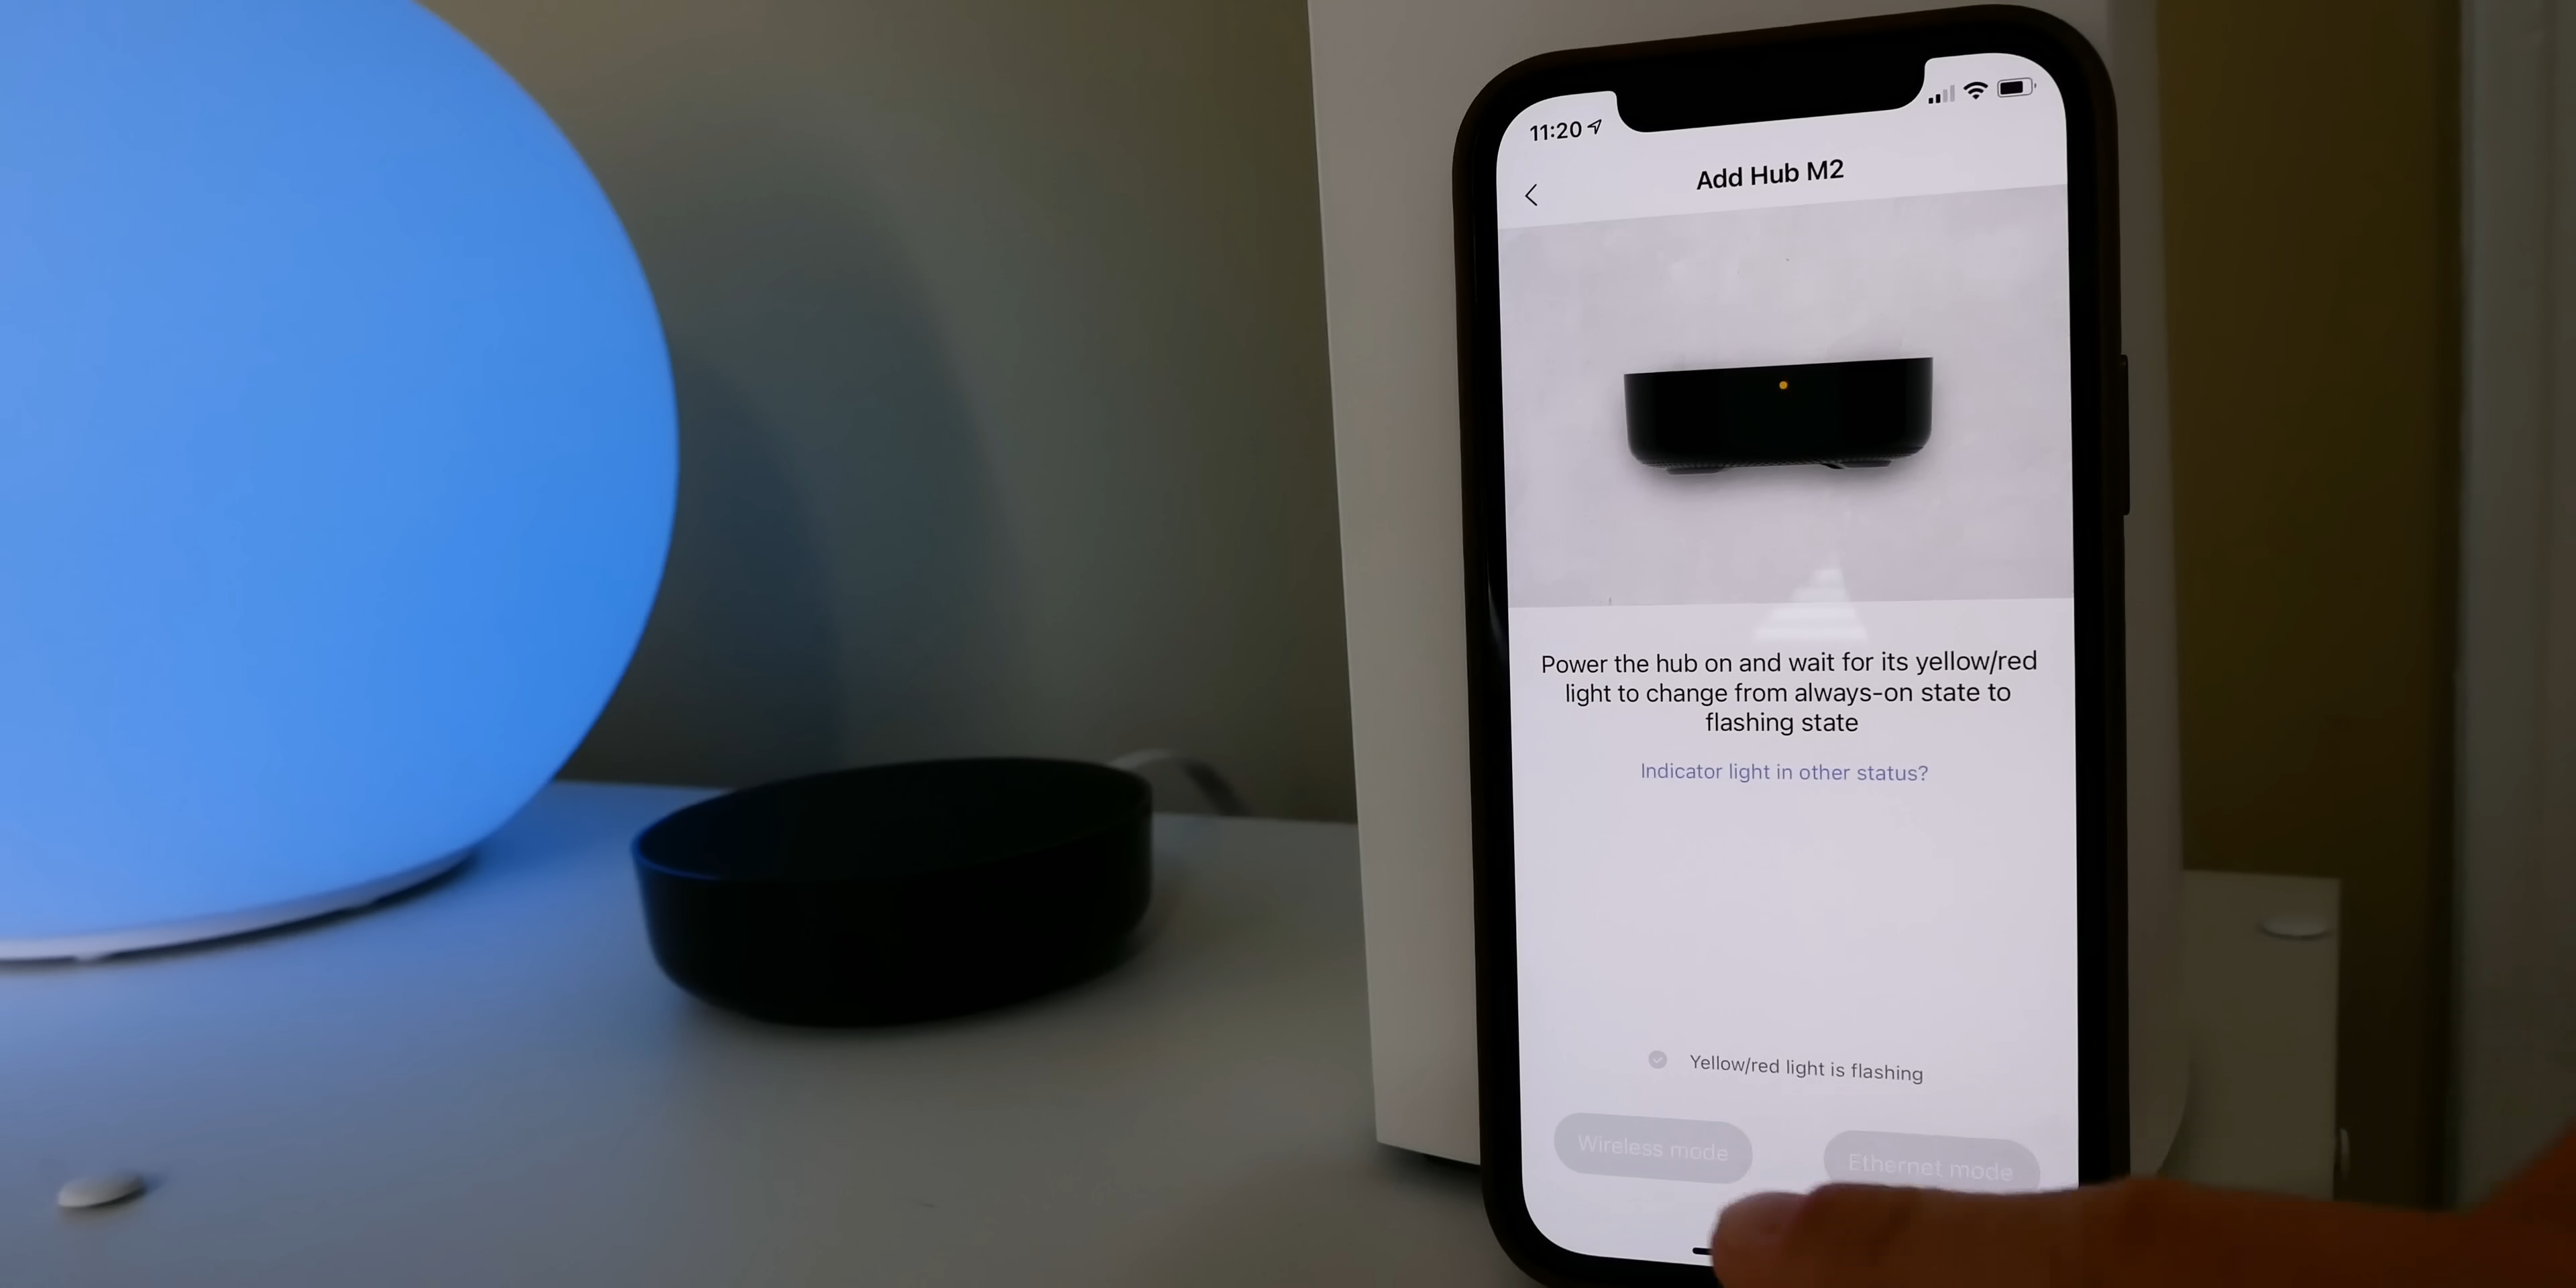 11:20
Add Hub M2
Power the hub on and wait for its yellow/red
light to change from always-on state to
flashing state
Indicator light in other status?
Yellow/red light is flashing
Wireless mode
Ethernet mode